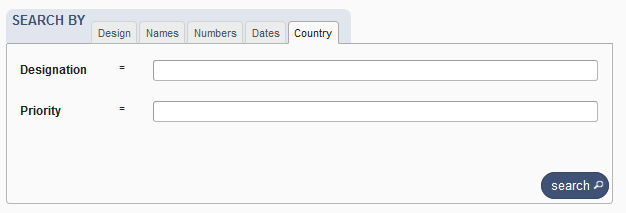 SEARCH BY Design Names Numbers Dates Country
Designation =
Priority =
search